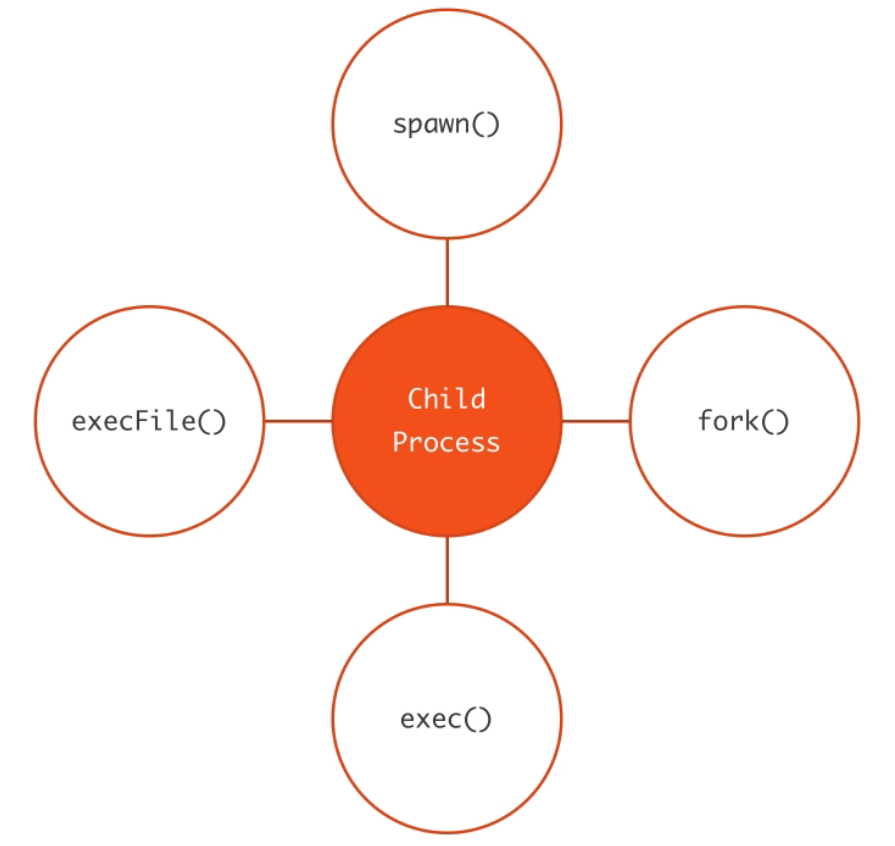 spawn()
execFile()
Child
Process
fork()
exec()